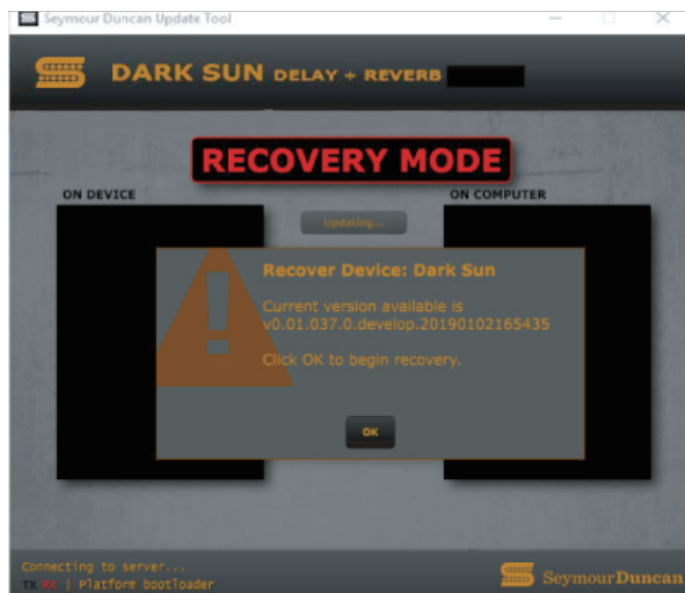 Seymour Duncan Update Tool
DARK SUN DELAY + REVERB
RECOVERY MODE
ON DEVICE
ON COMPUTER
Updating...
Recover Device: Dark Sun
Current version available is
v0.01.037.0.develop.20190102165435
Click OK to begin recovery.
OK
Connecting to server...
TX RX | Platform bootloader
SeymourDuncan